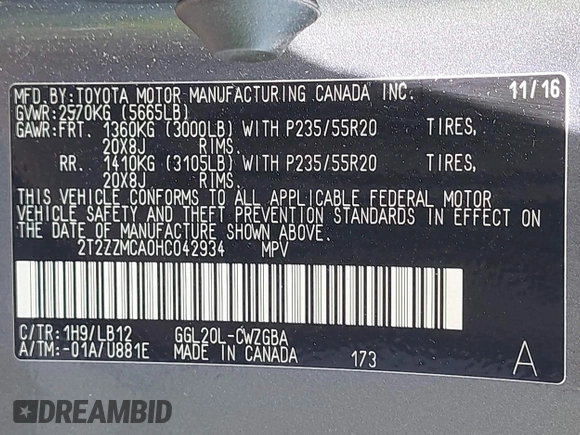 MFD.BY:TOYOTA MOTOR MANUFACTURING CANADA INC. 11/16
GVWR:2570KG (5665LB)
GAWR:FRT. 1360KG (3000LB) WITH P235/55R20 TIRES,
20X8J RIMS.
RR. 1410KG (3105LB) WITH P235/55R20 TIRES,
20X8J RIMS.
THIS VEHICLE CONFORMS TO ALL APPLICABLE FEDERAL MOTOR
VEHICLE SAFETY AND THEFT PREVENTION STANDARDS IN EFFECT ON
THE DATE OF MANUFACTURE SHOWN ABOVE.
2T2ZZMCA0HC042934 MPV
C/TR:1H9/LB12 GGL20L-CWZGBA
A/TM:-01A/U881E MADE IN CANADA 173 A
DREAMBID